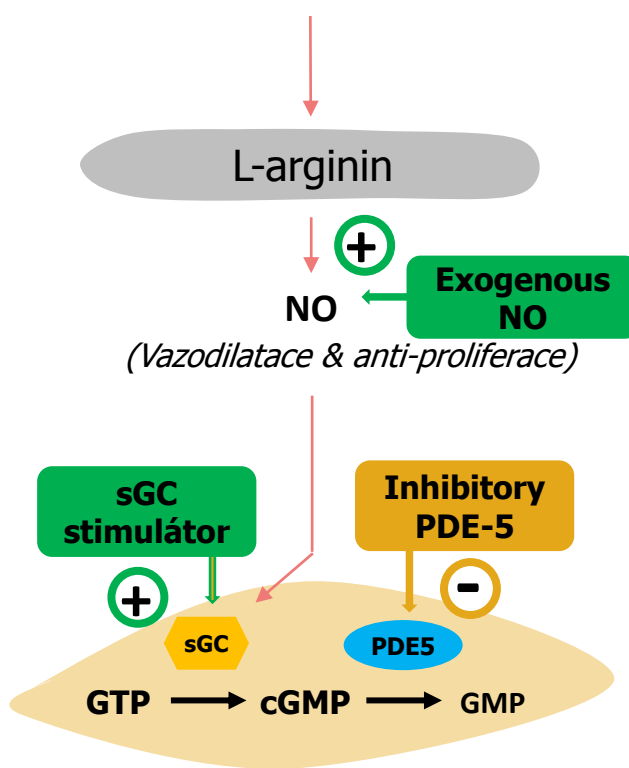 L-arginin
+
NO
Exogenous
NO
(Vazodilatace & anti-proliferace)
sGC
stimulátor
Inhibitory
PDE-5
+
-
sGC
PDE5
GTP
cGMP
GMP